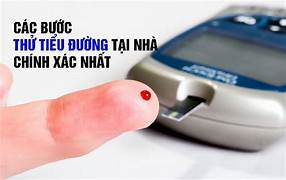 CÁC BƯỚC
THỬ TIỂU ĐƯỜNG TẠI NHÀ
CHÍNH XÁC NHẤT